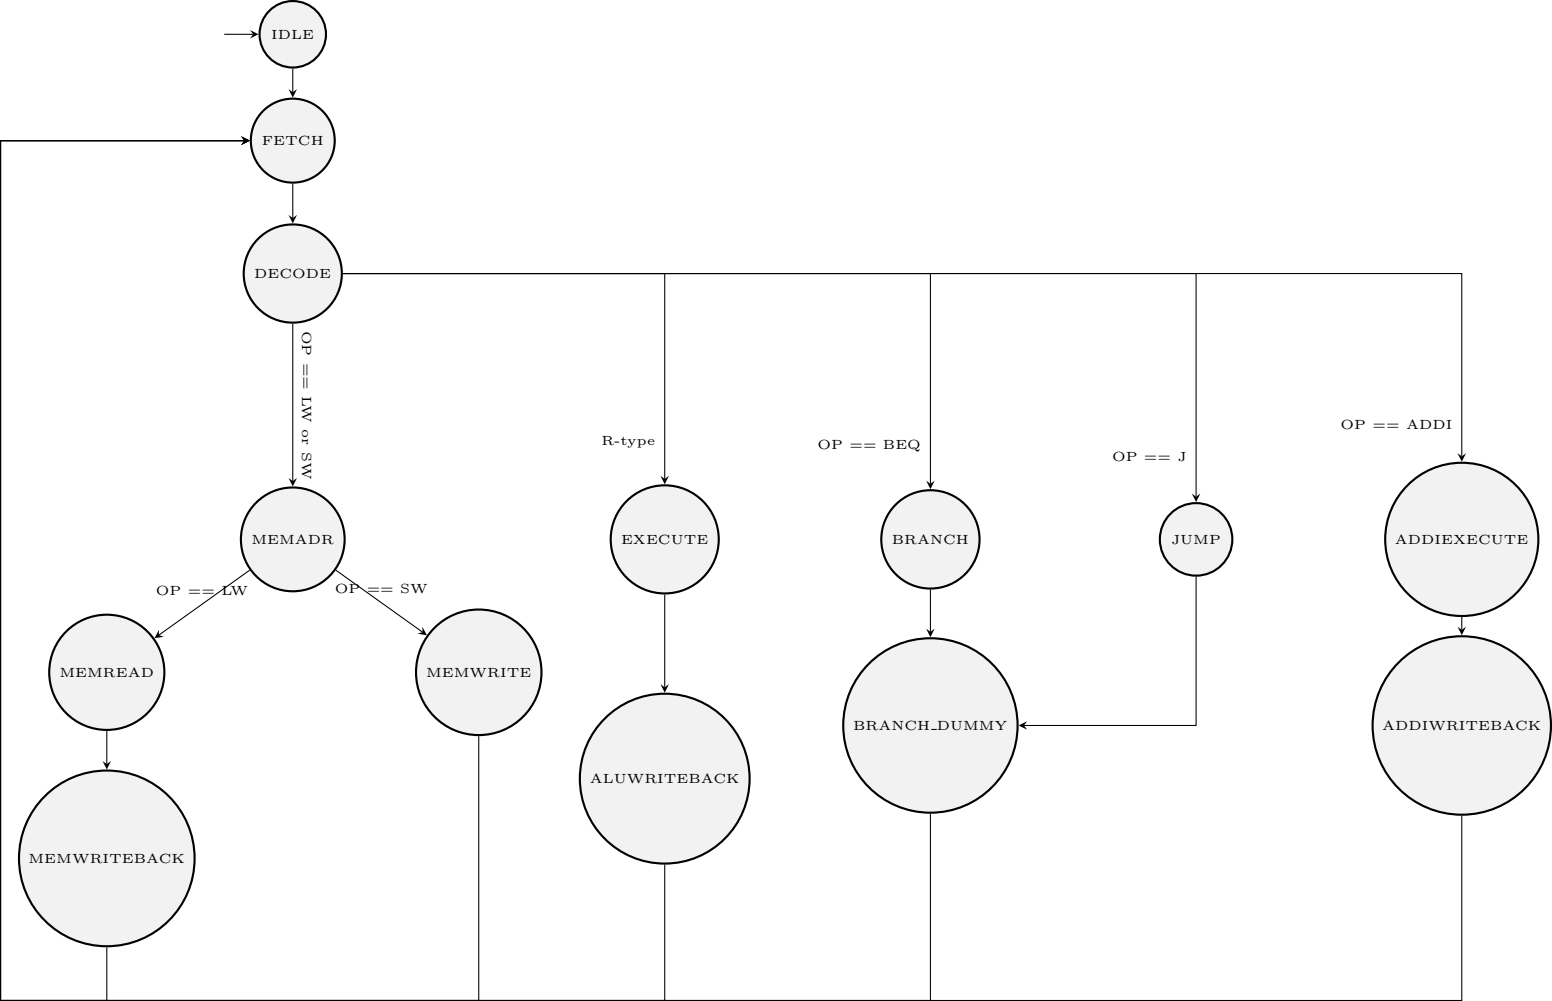 IDLE
FETCH
DECODE
OP == LW or SW
R-type
OP == BEQ
OP == J
OP == ADDI
MEMADR
EXECUTE
BRANCH
JUMP
ADDIEXECUTE
OP == LW
OP == SW
MEMREAD
MEMWRITE
BRANCH_DUMMY
ADDIWRITEBACK
ALUWRITEBACK
MEMWRITEBACK